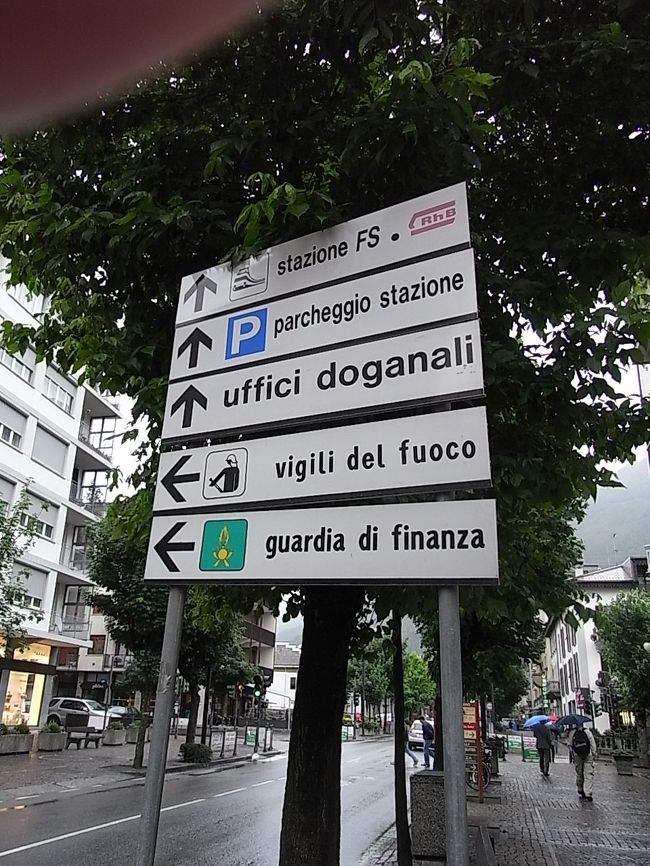 stazione FS . RhB
P parcheggio stazione
uffici doganali
vigili del fuoco
guardia di finanza